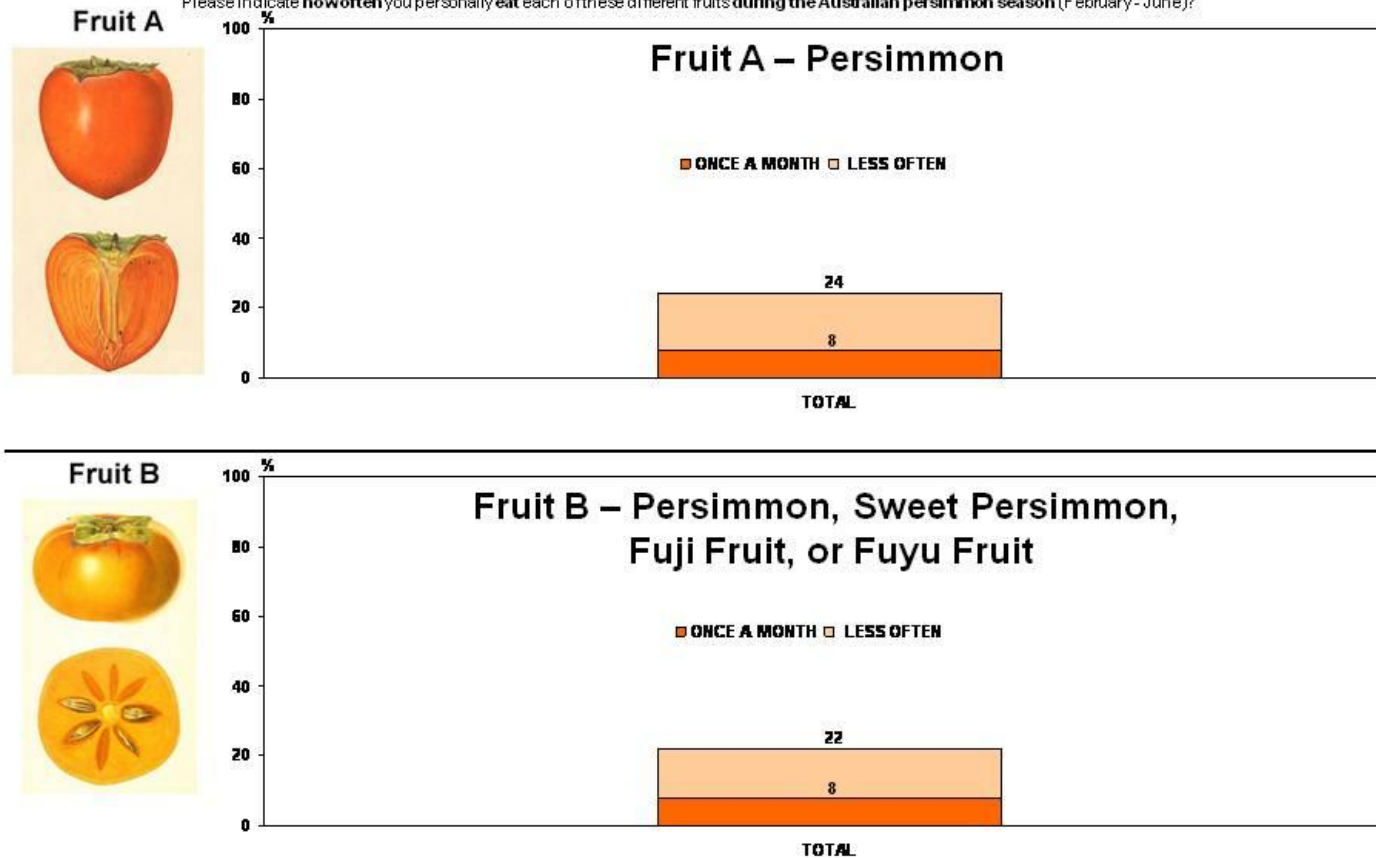 Please indicate how often you personally eat each of these different fruits during the Australian persimmon season (February - June)?
Fruit A
%
100
Fruit A – Persimmon
80
60
ONCE A MONTH LESS OFTEN
40
24
20
8
0
TOTAL
Fruit B
%
100
Fruit B – Persimmon, Sweet Persimmon,
Fuji Fruit, or Fuyu Fruit
80
60
ONCE A MONTH LESS OFTEN
40
22
20
8
0
TOTAL